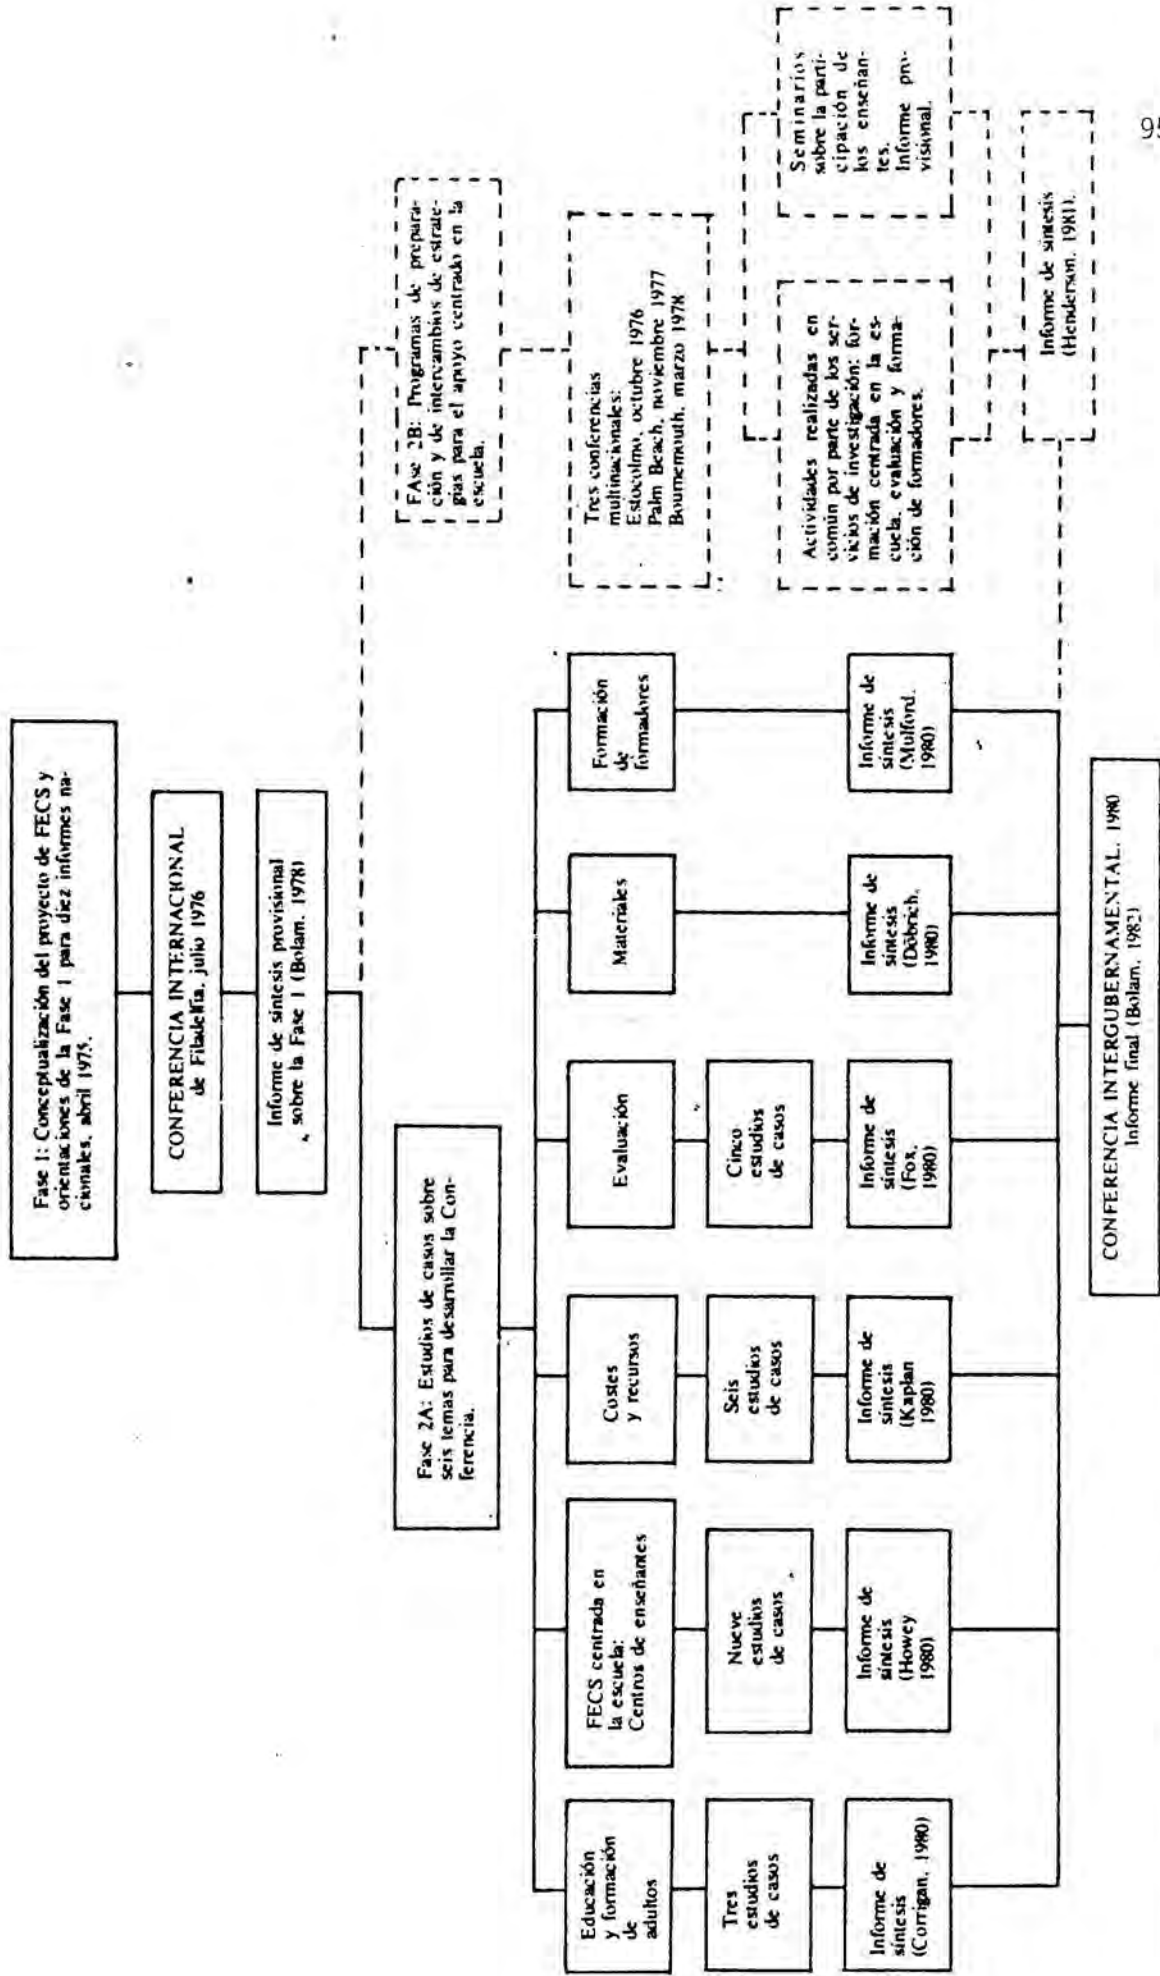 Fase 1: Conceptualización del proyecto de FECS y
orientaciones de la Fase 1 para diez informes na-
cionales, abril 1975.
CONFERENCIA INTERNACIONAL
de Filadelfia, julio 1976
Informe de síntesis provisional
sobre la Fase 1 (Bolam, 1978)
Fase 2A: Estudios de casos sobre
seis temas para desarrollar la Con-
ferencia.
FAse 2B: Programas de prepara-
ción y de intercambios de estrate-
gias para el apoyo centrado en la
escuela.
Educación
y formación
de
adultos
FECS centrada en
la escuela:
Centros de enseñantes
Costes
y recursos
Evaluación
Materiales
Formación
de
formadores
Tres conferencias
multinacionales:
Estocolmo, octubre 1976
Palm Beach, noviembre 1977
Bournemouth, marzo 1978
Tres
estudios
de casos
Nueve
estudios
de casos
Seis
estudios
de casos
Cinco
estudios
de casos
Informe de
síntesis
(Corrigan, 1980)
Informe de
síntesis
(Howey
1980)
Informe de
síntesis
(Kaplan
1980)
Informe de
síntesis
(Fox,
1980)
Informe de
síntesis
(Döbrich,
1980)
Informe de
síntesis
(Mulford,
1980)
Actividades realizadas en
común por parte de los ser-
vicios de investigación: for-
mación centrada en la es-
cuela, evaluación y forma-
ción de formadores.
Seminarios
sobre la parti-
cipación de
los enseñan-
tes.
Informe pro-
visional.
Informe de síntesis
(Henderson, 1981).
CONFERENCIA INTERGUBERNAMENTAL, 1980
Informe final (Bolam, 1982)
95